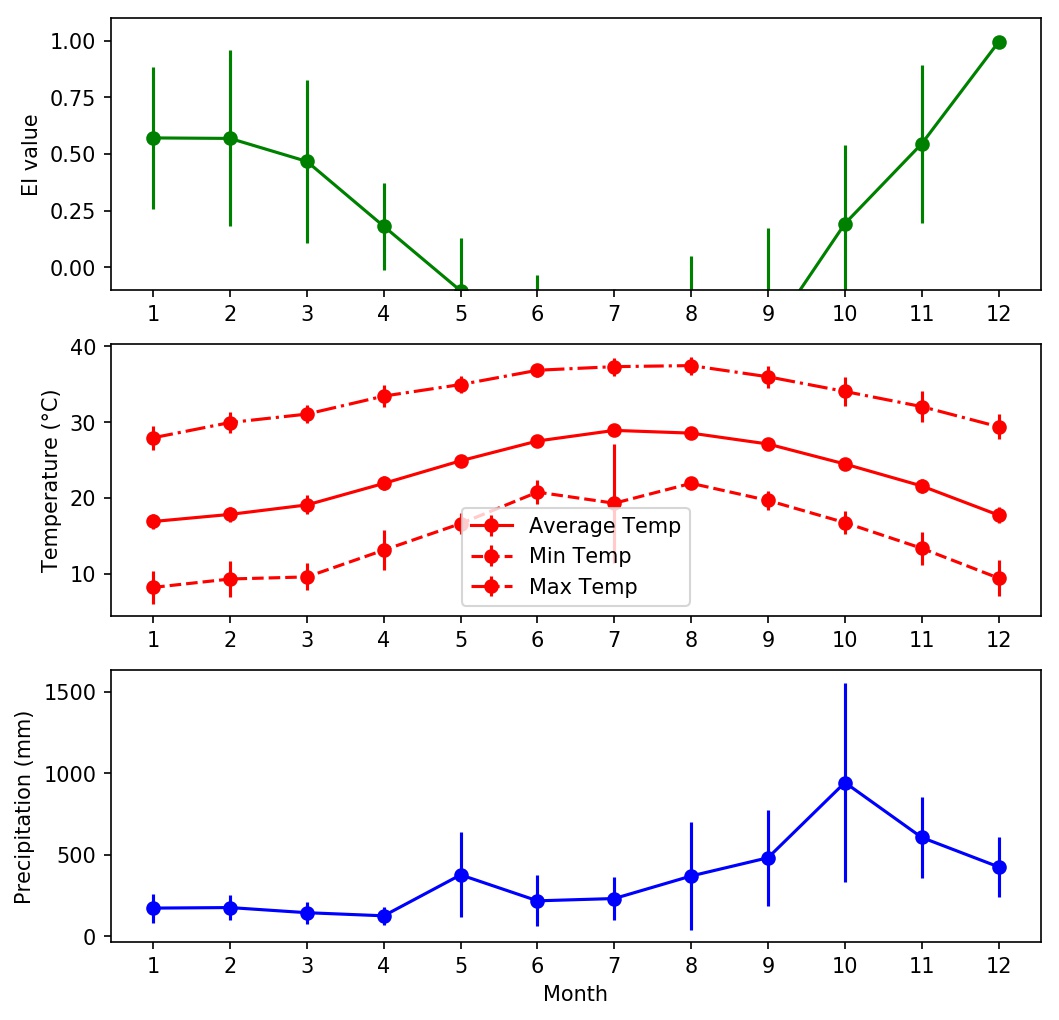 1.00
0.75
0.50
0.25
0.00
EI value
1 2 3 4 5 6 7 8 9 10 11 12
40
30
20
10
Temperature (°C)
Average Temp
Min Temp
Max Temp
1 2 3 4 5 6 7 8 9 10 11 12
1500
1000
500
0
Precipitation (mm)
1 2 3 4 5 6 7 8 9 10 11 12
Month